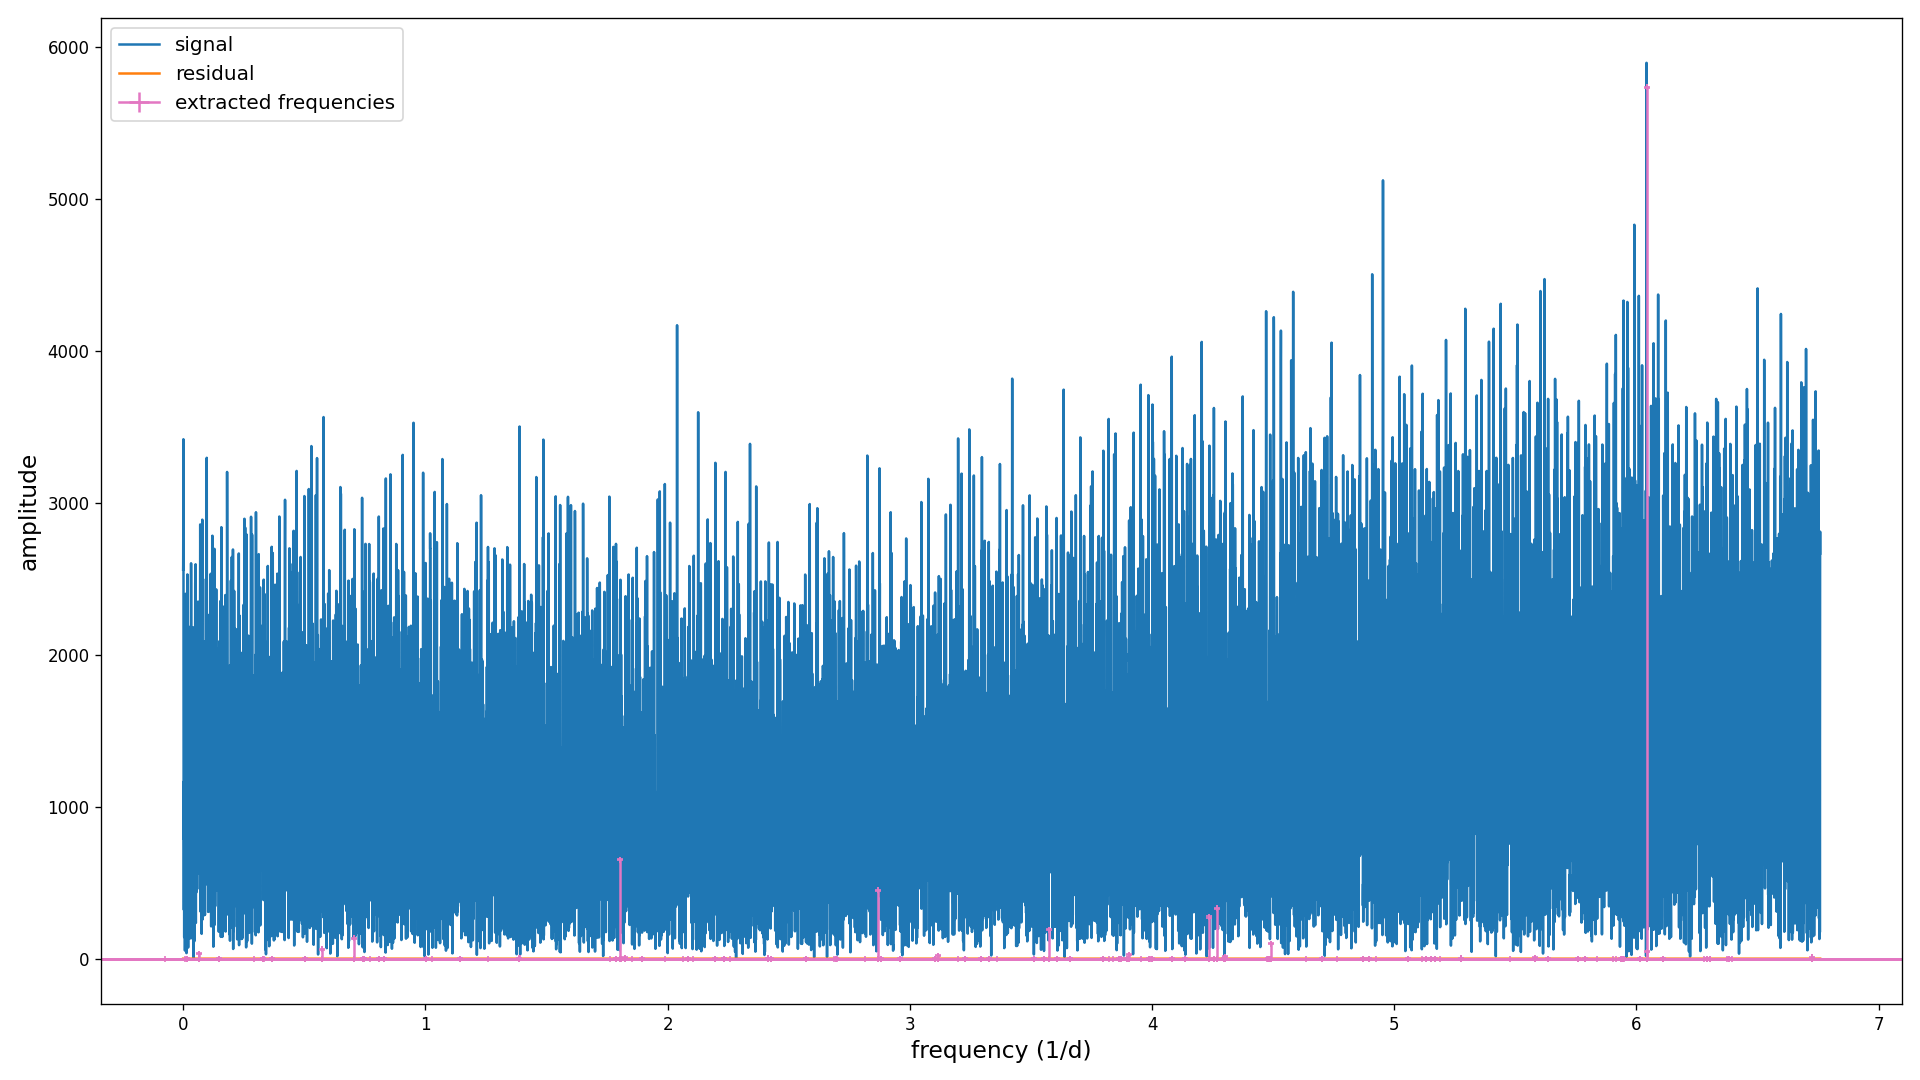 signal
residual
extracted frequencies
amplitude
6000
5000
4000
3000
2000
1000
0
0 1 2 3 4 5 6 7
frequency (1/d)